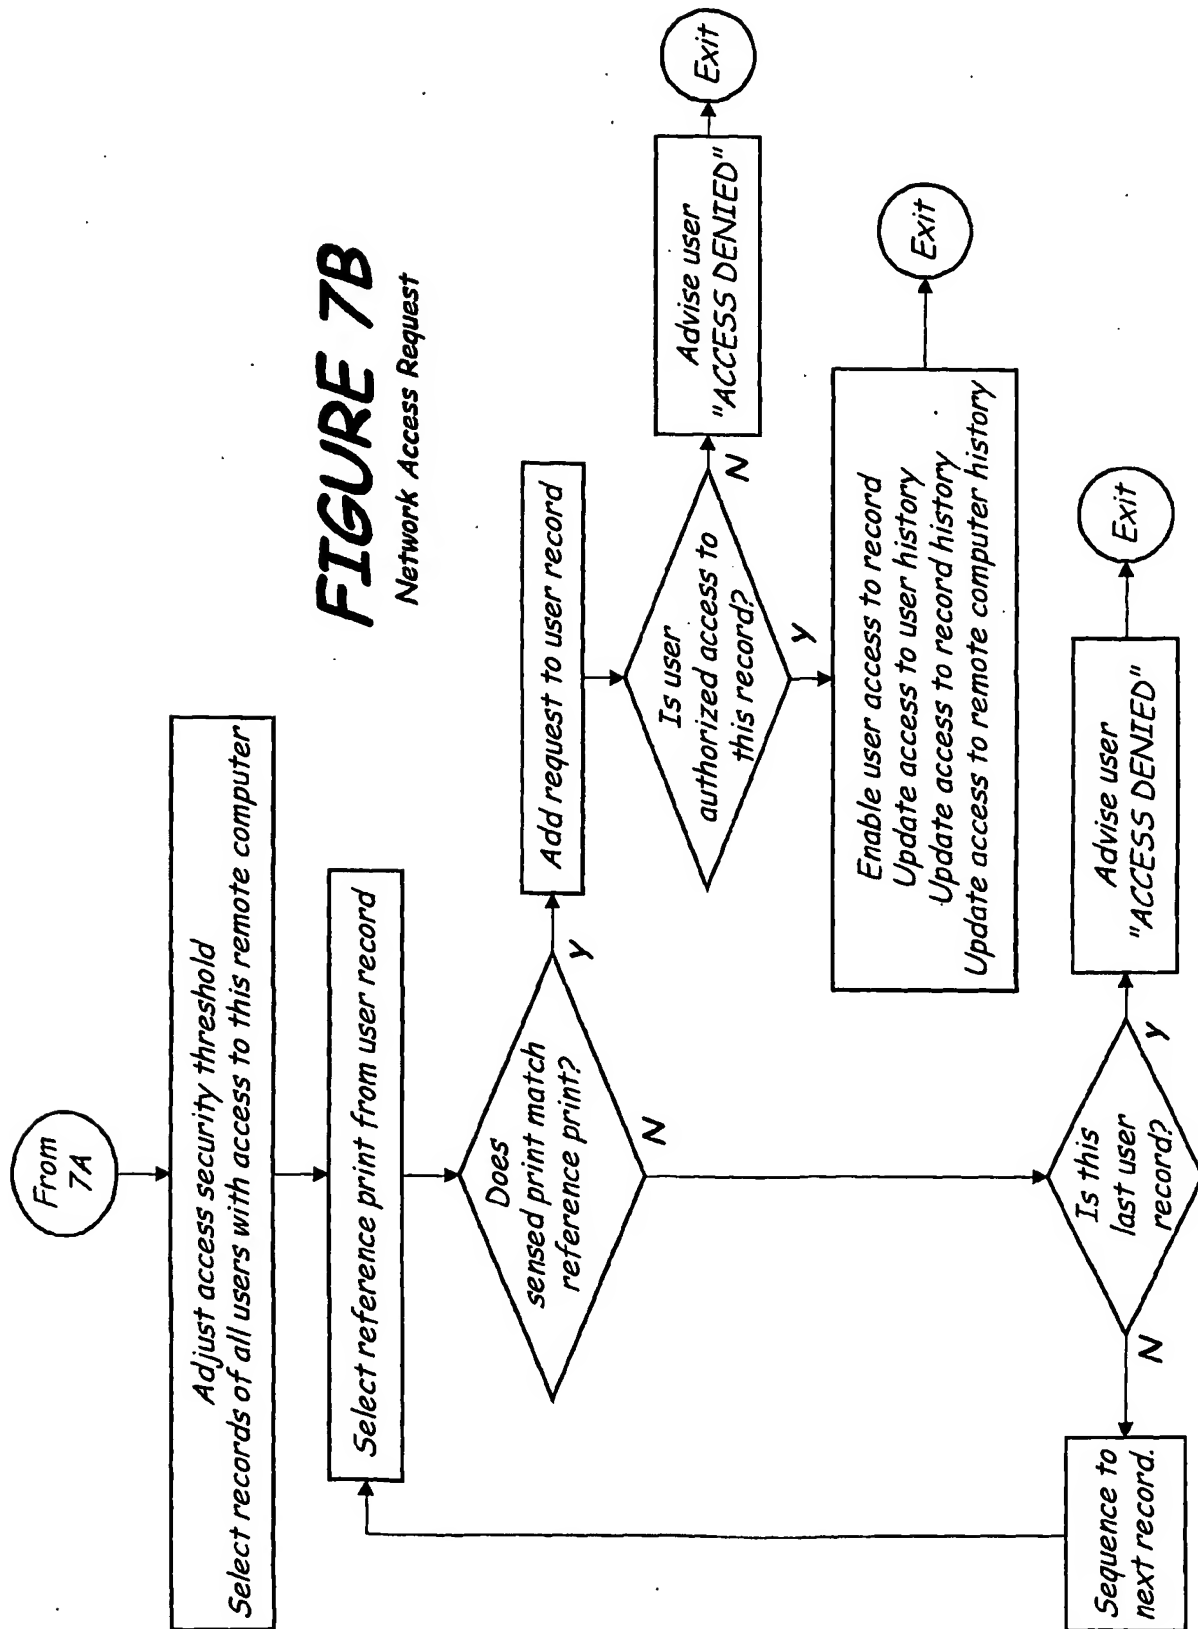 FIGURE 7B
Network Access Request
From
7A
Adjust access security threshold
Select records of all users with access to this remote computer
Select reference print from user record
Does
sensed print match
reference print?
Y
N
Add request to user record
Is user
authorized access to
this record?
N
Y
Advise user
"ACCESS DENIED"
Exit
Enable user access to record
Update access to user history
Update access to record history
Update access to remote computer history
Exit
Is this
last user
record?
Y
N
Advise user
"ACCESS DENIED"
Exit
Sequence to
next record.